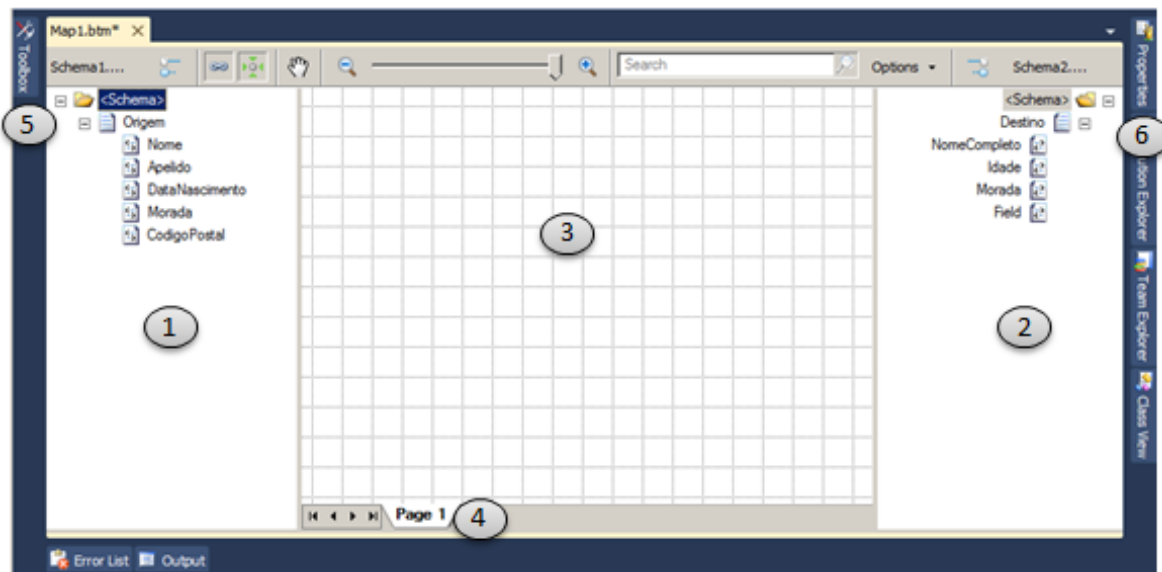 Map1.btm*
Toolbox
Schema1....
Search
Options
Schema2....
Properties
<Schema>
Origem
Nome
Apelido
DataNascimento
Morada
CodigoPostal
<Schema>
Destino
NomeCompleto
Idade
Morada
Field
5
6
3
1
2
Explorer
Team Explorer
Class View
Page 1
4
Error List
Output